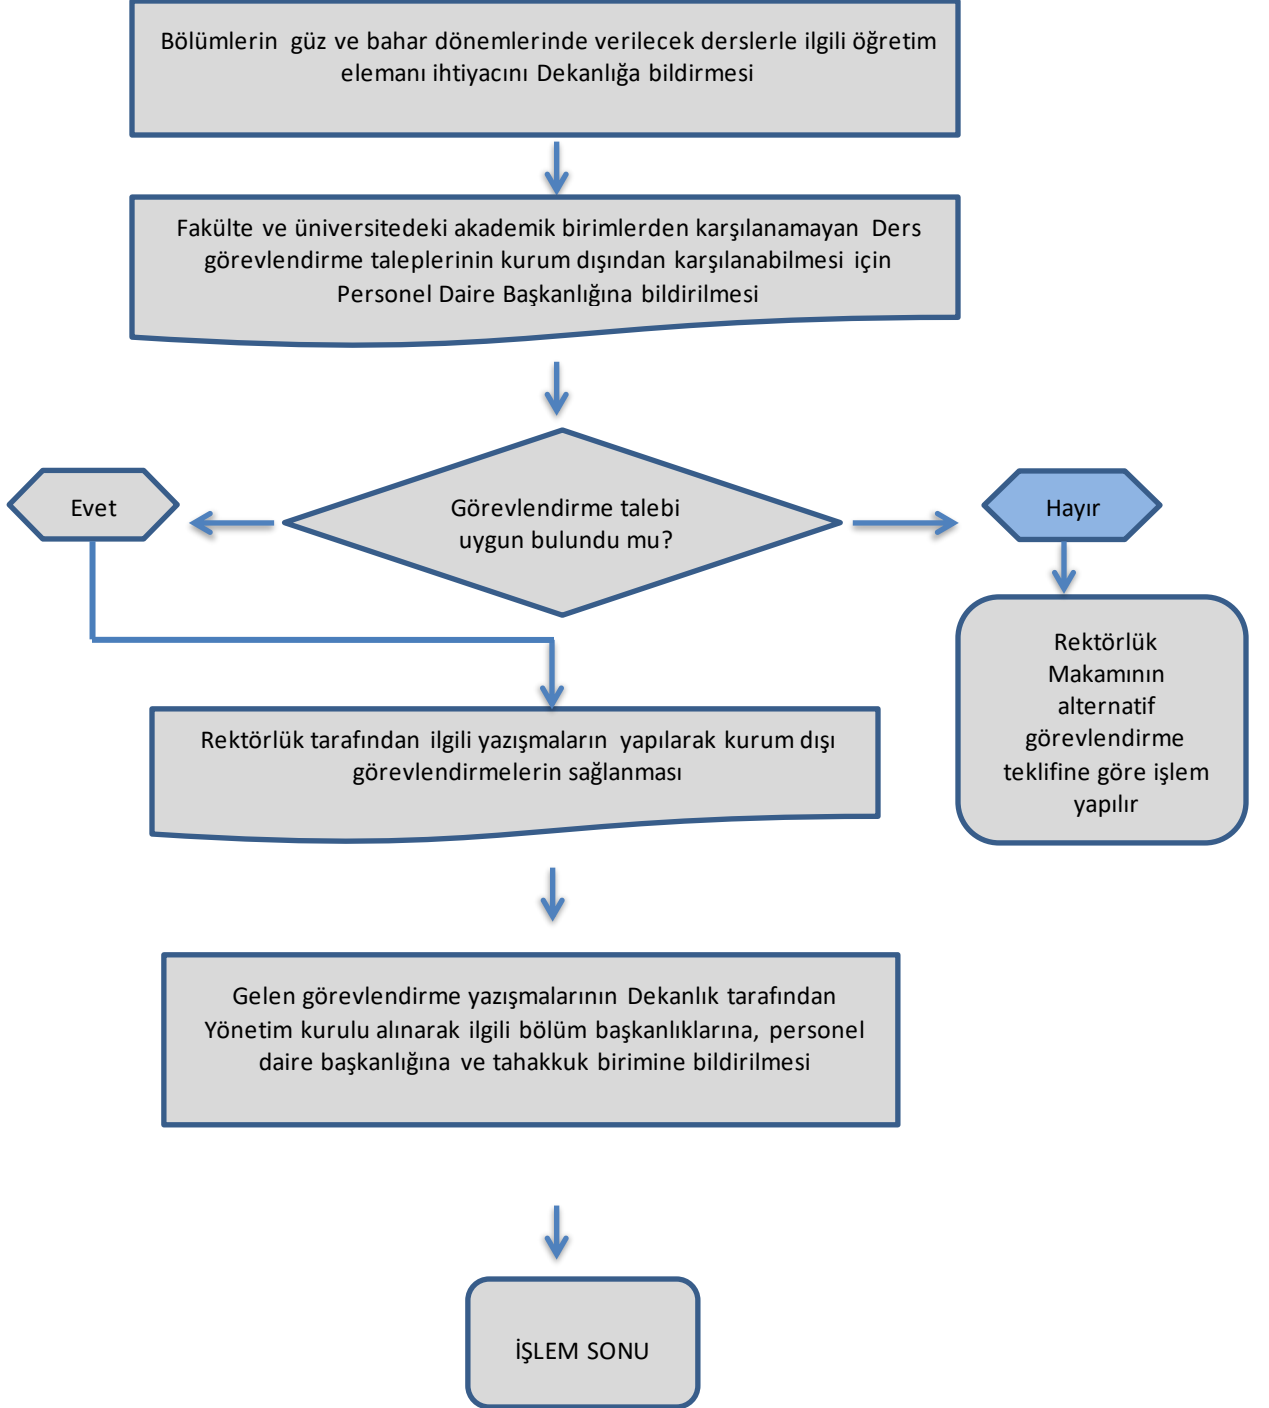 Bölümlerin güz ve bahar dönemlerinde verilecek derslerle ilgili öğretim
elemanı ihtiyacını Dekanlığa bildirmesi
Fakülte ve üniversitedeki akademik birimlerden karşılanamayan Ders
görevlendirme taleplerinin kurum dışından karşılanabilmesi için
Personel Daire Başkanlığına bildirilmesi
Evet
Görevlendirme talebi
uygun bulundu mu?
Hayır
Rektörlük
Makamının
alternatif
görevlendirme
teklifine göre işlem
yapılır
Rektörlük tarafından ilgili yazışmaların yapılarak kurum dışı
görevlendirmelerin sağlanması
Gelen görevlendirme yazışmalarının Dekanlık tarafından
Yönetim kurulu alınarak ilgili bölüm başkanlıklarına, personel
daire başkanlığına ve tahakkuk birimine bildirilmesi
İŞLEM SONU